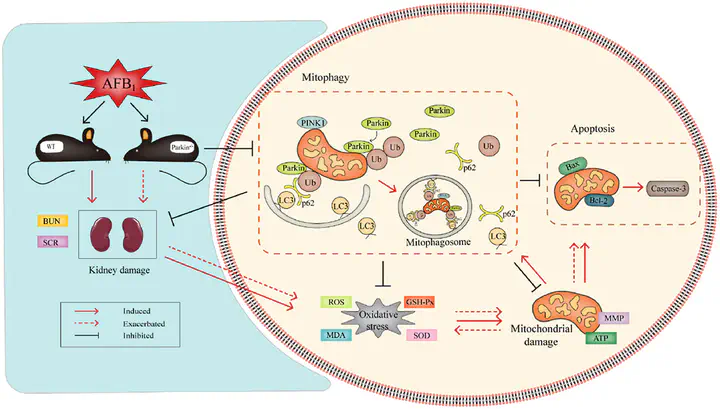 AFB1
WT
Parkin-/-
BUN
SCR
Kidney damage
Induced
Exacerbated
Inhibited
Mitophagy
PINK1
Parkin
Parkin
Parkin
Parkin
Parkin
Ub
Ub
Ub
Ub
p62
p62
p62
LC3
LC3
LC3
LC3
Mitophagosome
Apoptosis
Bax
Bcl-2
Caspase-3
ROS
GSH-Px
Oxidative
stress
MDA
SOD
Mitochondrial
damage
MMP
ATP